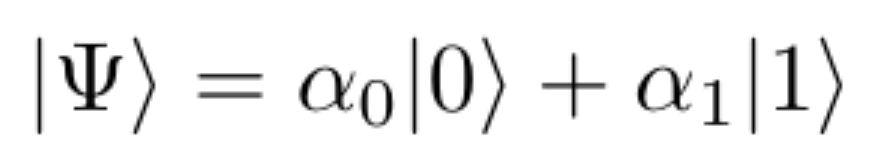 |Ψ⟩ = α₀|0⟩ + α₁|1⟩